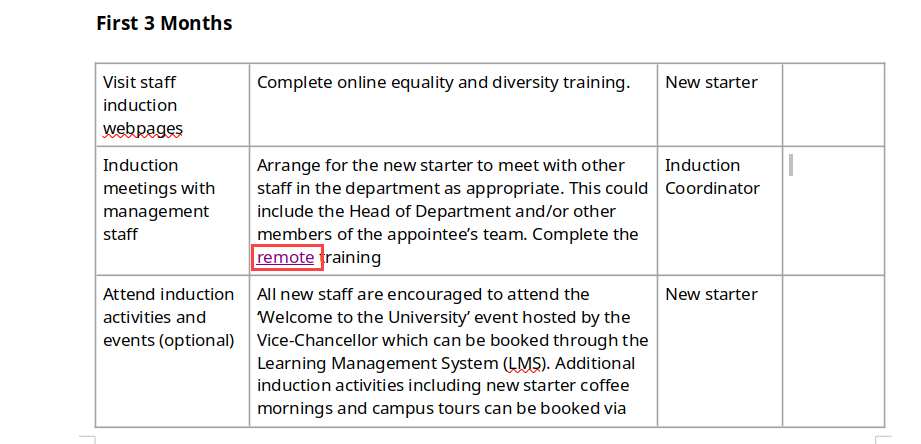 First 3 Months
Visit staff
induction
webpages
Complete online equality and diversity training.
New starter
Induction
meetings with
management
staff
Arrange for the new starter to meet with other
staff in the department as appropriate. This could
include the Head of Department and/or other
members of the appointee’s team. Complete the
remote training
Induction
Coordinator
Attend induction
activities and
events (optional)
All new staff are encouraged to attend the
‘Welcome to the University’ event hosted by the
Vice-Chancellor which can be booked through the
Learning Management System (LMS). Additional
induction activities including new starter coffee
mornings and campus tours can be booked via
New starter